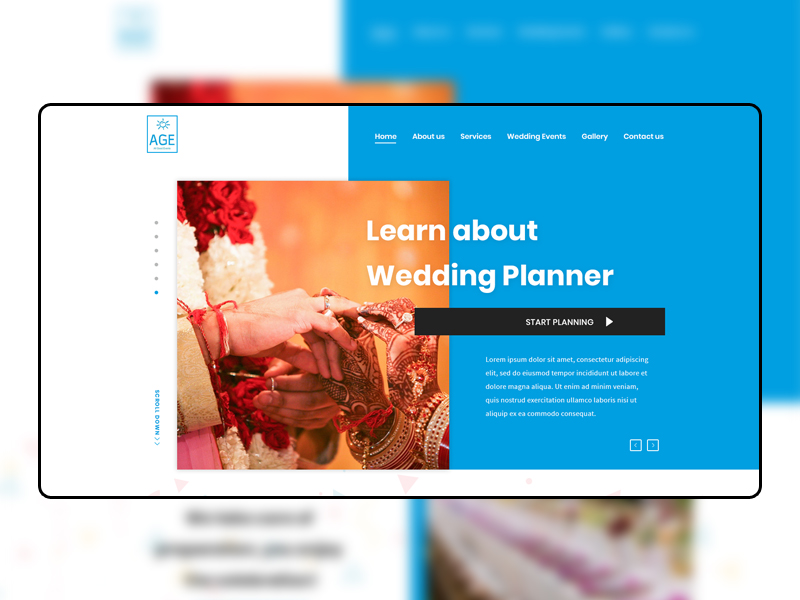 AGE
Home
About us
Services
Wedding Events
Gallery
Contact us
Learn about
Wedding Planner
START PLANNING
Lorem ipsum dolor sit amet, consectetur adipiscing
elit, sed do eiusmod tempor incididunt ut labore et
dolore magna aliqua. Ut enim ad minim veniam,
quis nostrud exercitation ullamco laboris nisi ut
aliquip ex ea commodo consequat.
SCROLL DOWN